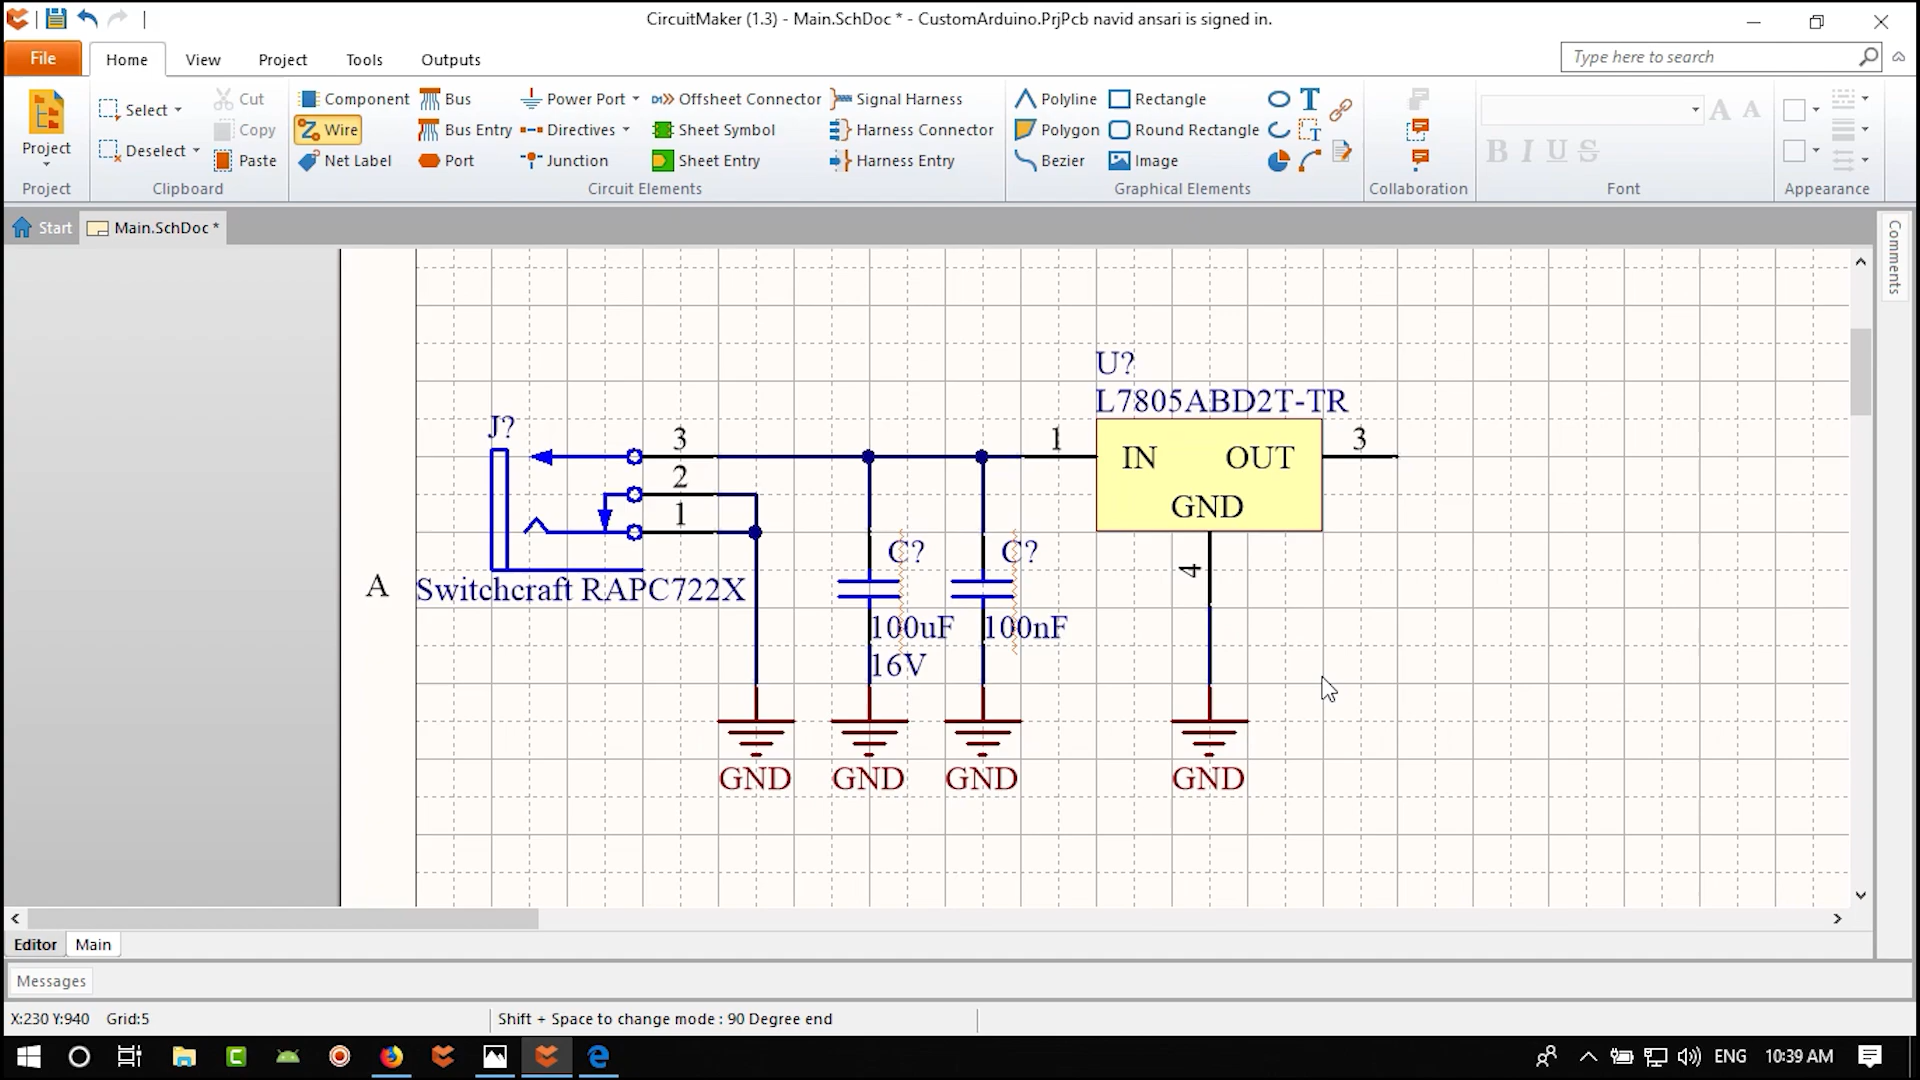 CircuitMaker (1.3) - Main.SchDoc * - CustomArduino.PrjPcb navid ansari is signed in.
File Home View Project Tools Outputs
Type here to search
Project
Select
Deselect
Cut
Copy
Paste
Component
Wire
Net Label
Bus
Bus Entry
Port
Power Port
Directives
Junction
Offsheet Connector
Sheet Symbol
Sheet Entry
Signal Harness
Harness Connector
Harness Entry
Polyline
Polygon
Bezier
Rectangle
Round Rectangle
Image
T
A A
B I U S
Project Clipboard Circuit Elements Graphical Elements Collaboration Font Appearance
Start Main.SchDoc *
Comments
U?
L7805ABD2T-TR
J?
3
2
1
1
IN OUT
GND
3
4
C?
C?
A
Switchcraft RAPC722X
100uF
16V
100nF
GND GND GND GND
Editor Main
Messages
X:230 Y:940 Grid:5
Shift + Space to change mode : 90 Degree end
ENG 10:39 AM